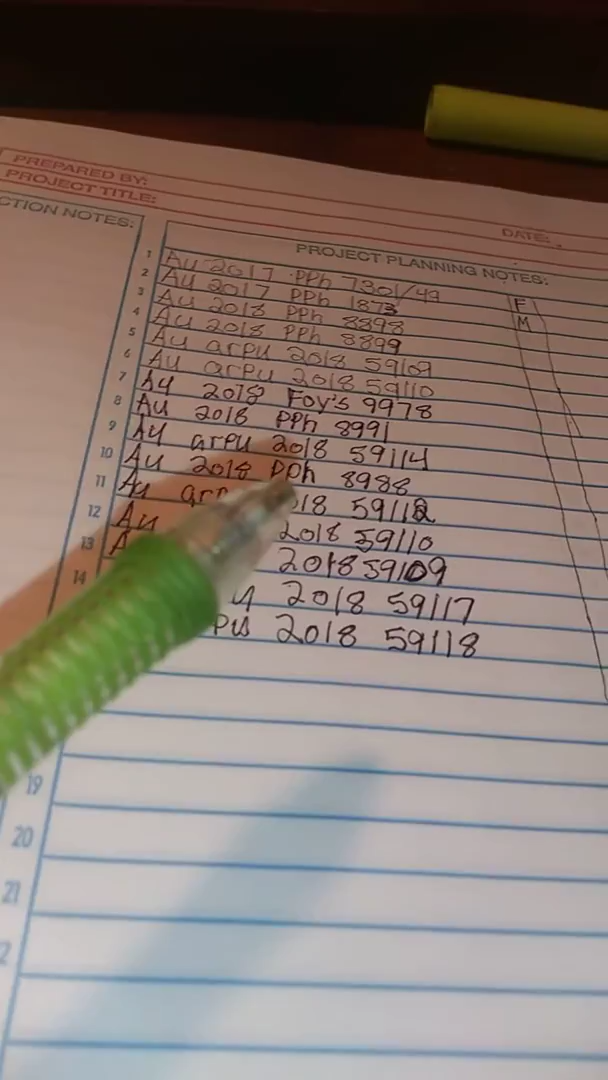 PREPARED BY:
PROJECT TITLE:
DATE:
CTION NOTES:
PROJECT PLANNING NOTES:
1 Au 2017 PPh 7301/49 F
2 Au 2017 PPh 1873 M
3 Au 2018 PPh 8898
4 Au 2018 PPh 8899
5 Au arpu 2018 59109
6 Au arpu 2018 59110
7 Au 2018 Foy's 9978
8 Au 2018 PPh 8991
9 Au arpu 2018 59114
10 Au 2018 PPh 8988
11 Au 18 59112
12 Au 2018 59110
13 2018 59109
14 2018 59117
2018 59118
19
20
21